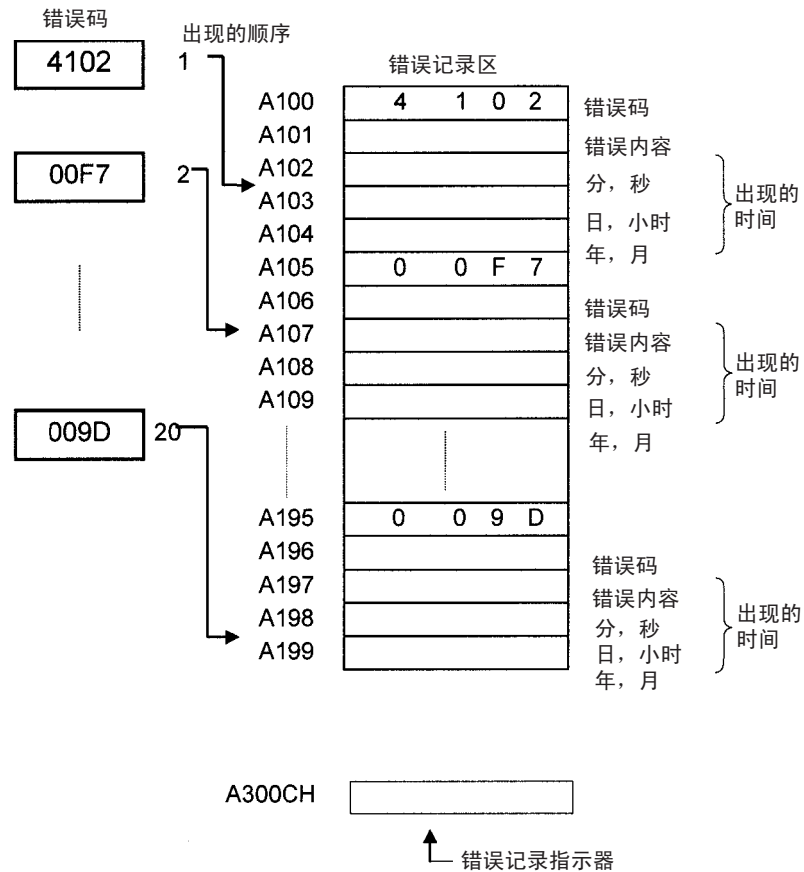 错误码
出现的顺序
4102
1
错误记录区
A100
4 1 0 2
错误码
A101
错误内容
00F7
2
A102
分，秒
A103
日，小时
出现的
时间
A104
年，月
A105
0 0 F 7
A106
错误码
A107
错误内容
A108
分，秒
出现的
时间
A109
日，小时
009D
20
年，月
A195
0 0 9 D
A196
错误码
A197
错误内容
A198
分，秒
出现的
时间
A199
日，小时
年，月
A300CH
错误记录指示器